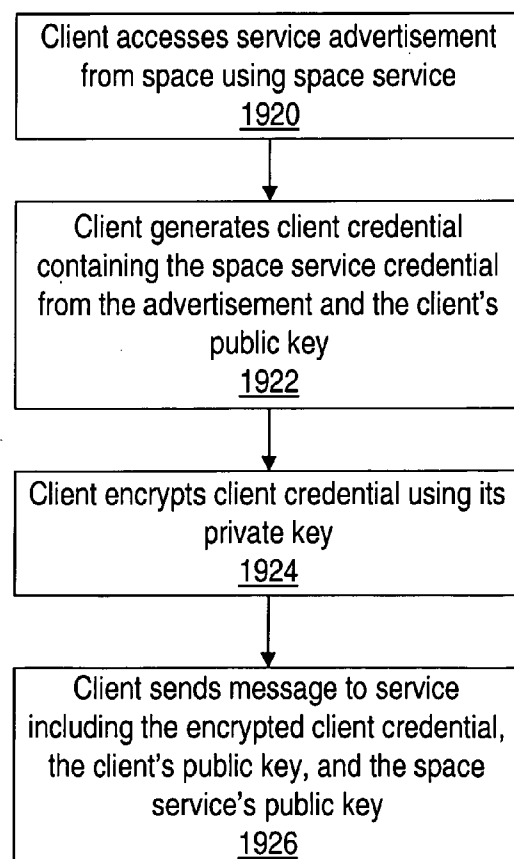 Client accesses service advertisement
from space using space service
1920
Client generates client credential
containing the space service credential
from the advertisement and the client's
public key
1922
Client encrypts client credential using its
private key
1924
Client sends message to service
including the encrypted client credential,
the client's public key, and the space
service's public key
1926